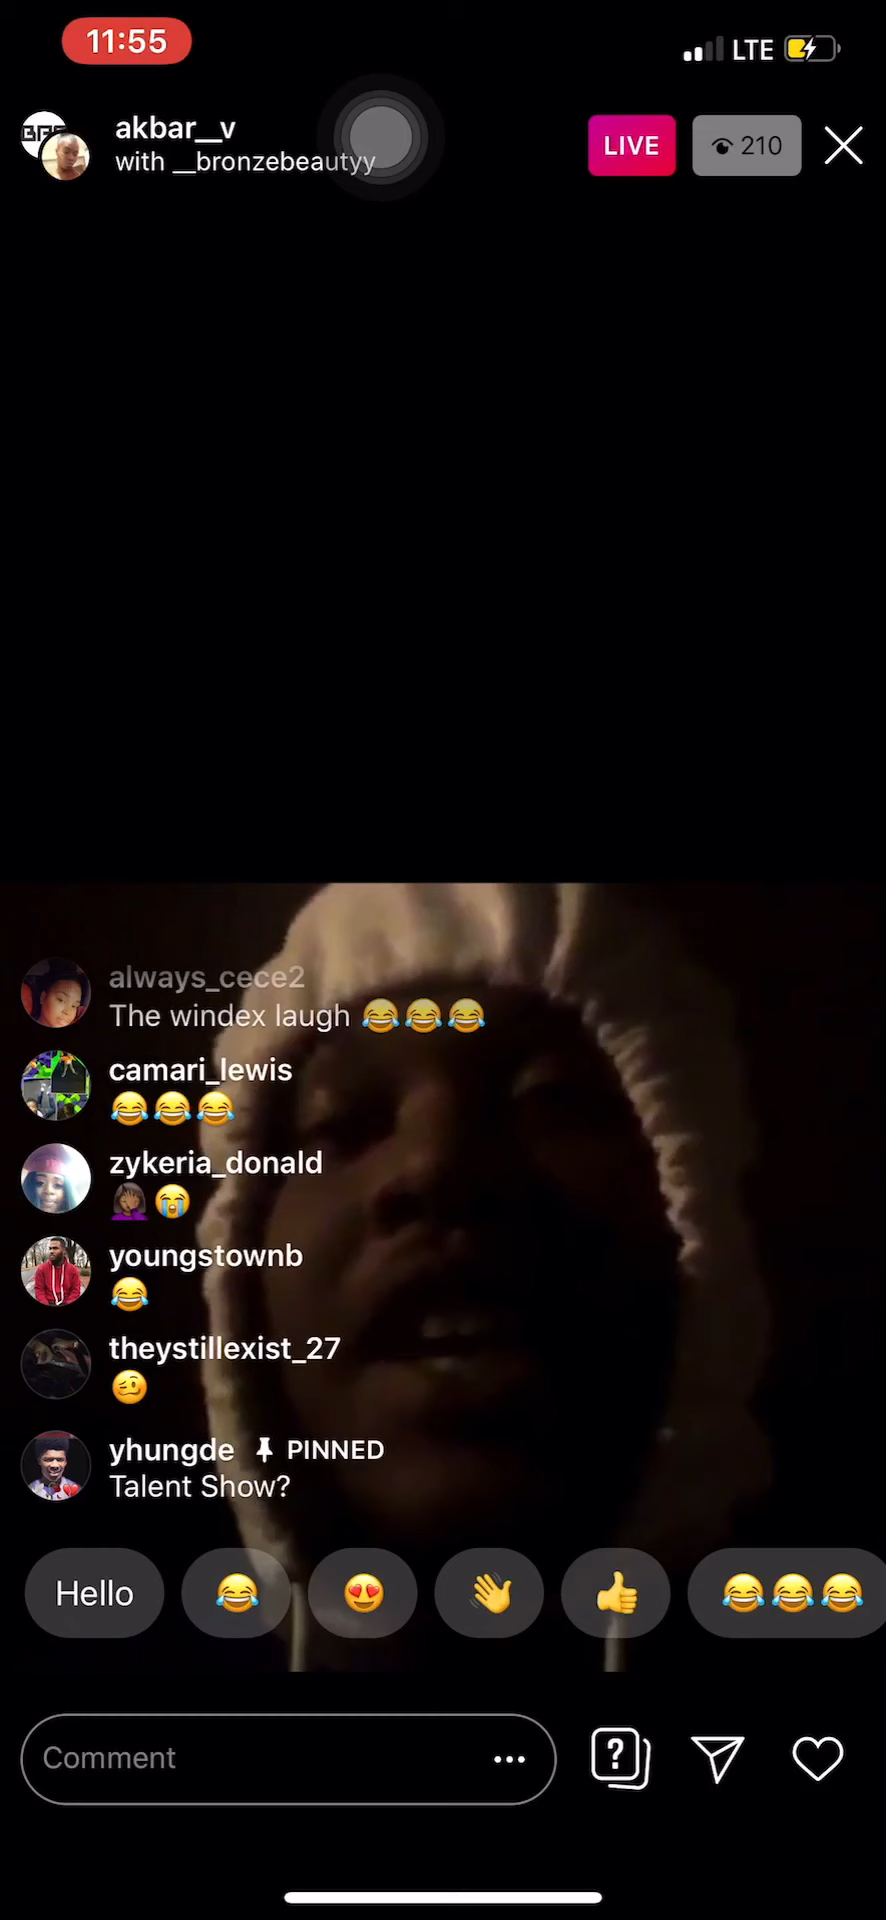 11:55
LTE
akbar__v
with __bronzebeautyy
LIVE
210
always_cece2
The windex laugh 😂😂😂
camari_lewis
😂😂😂
zykeria_donald
🤦🏾‍♀️😭
youngstownb
😂
theystillexist_27
🥴
yhungde PINNED
Talent Show?
Hello 😂 😍 👋 👍 😂😂😂
Comment
?